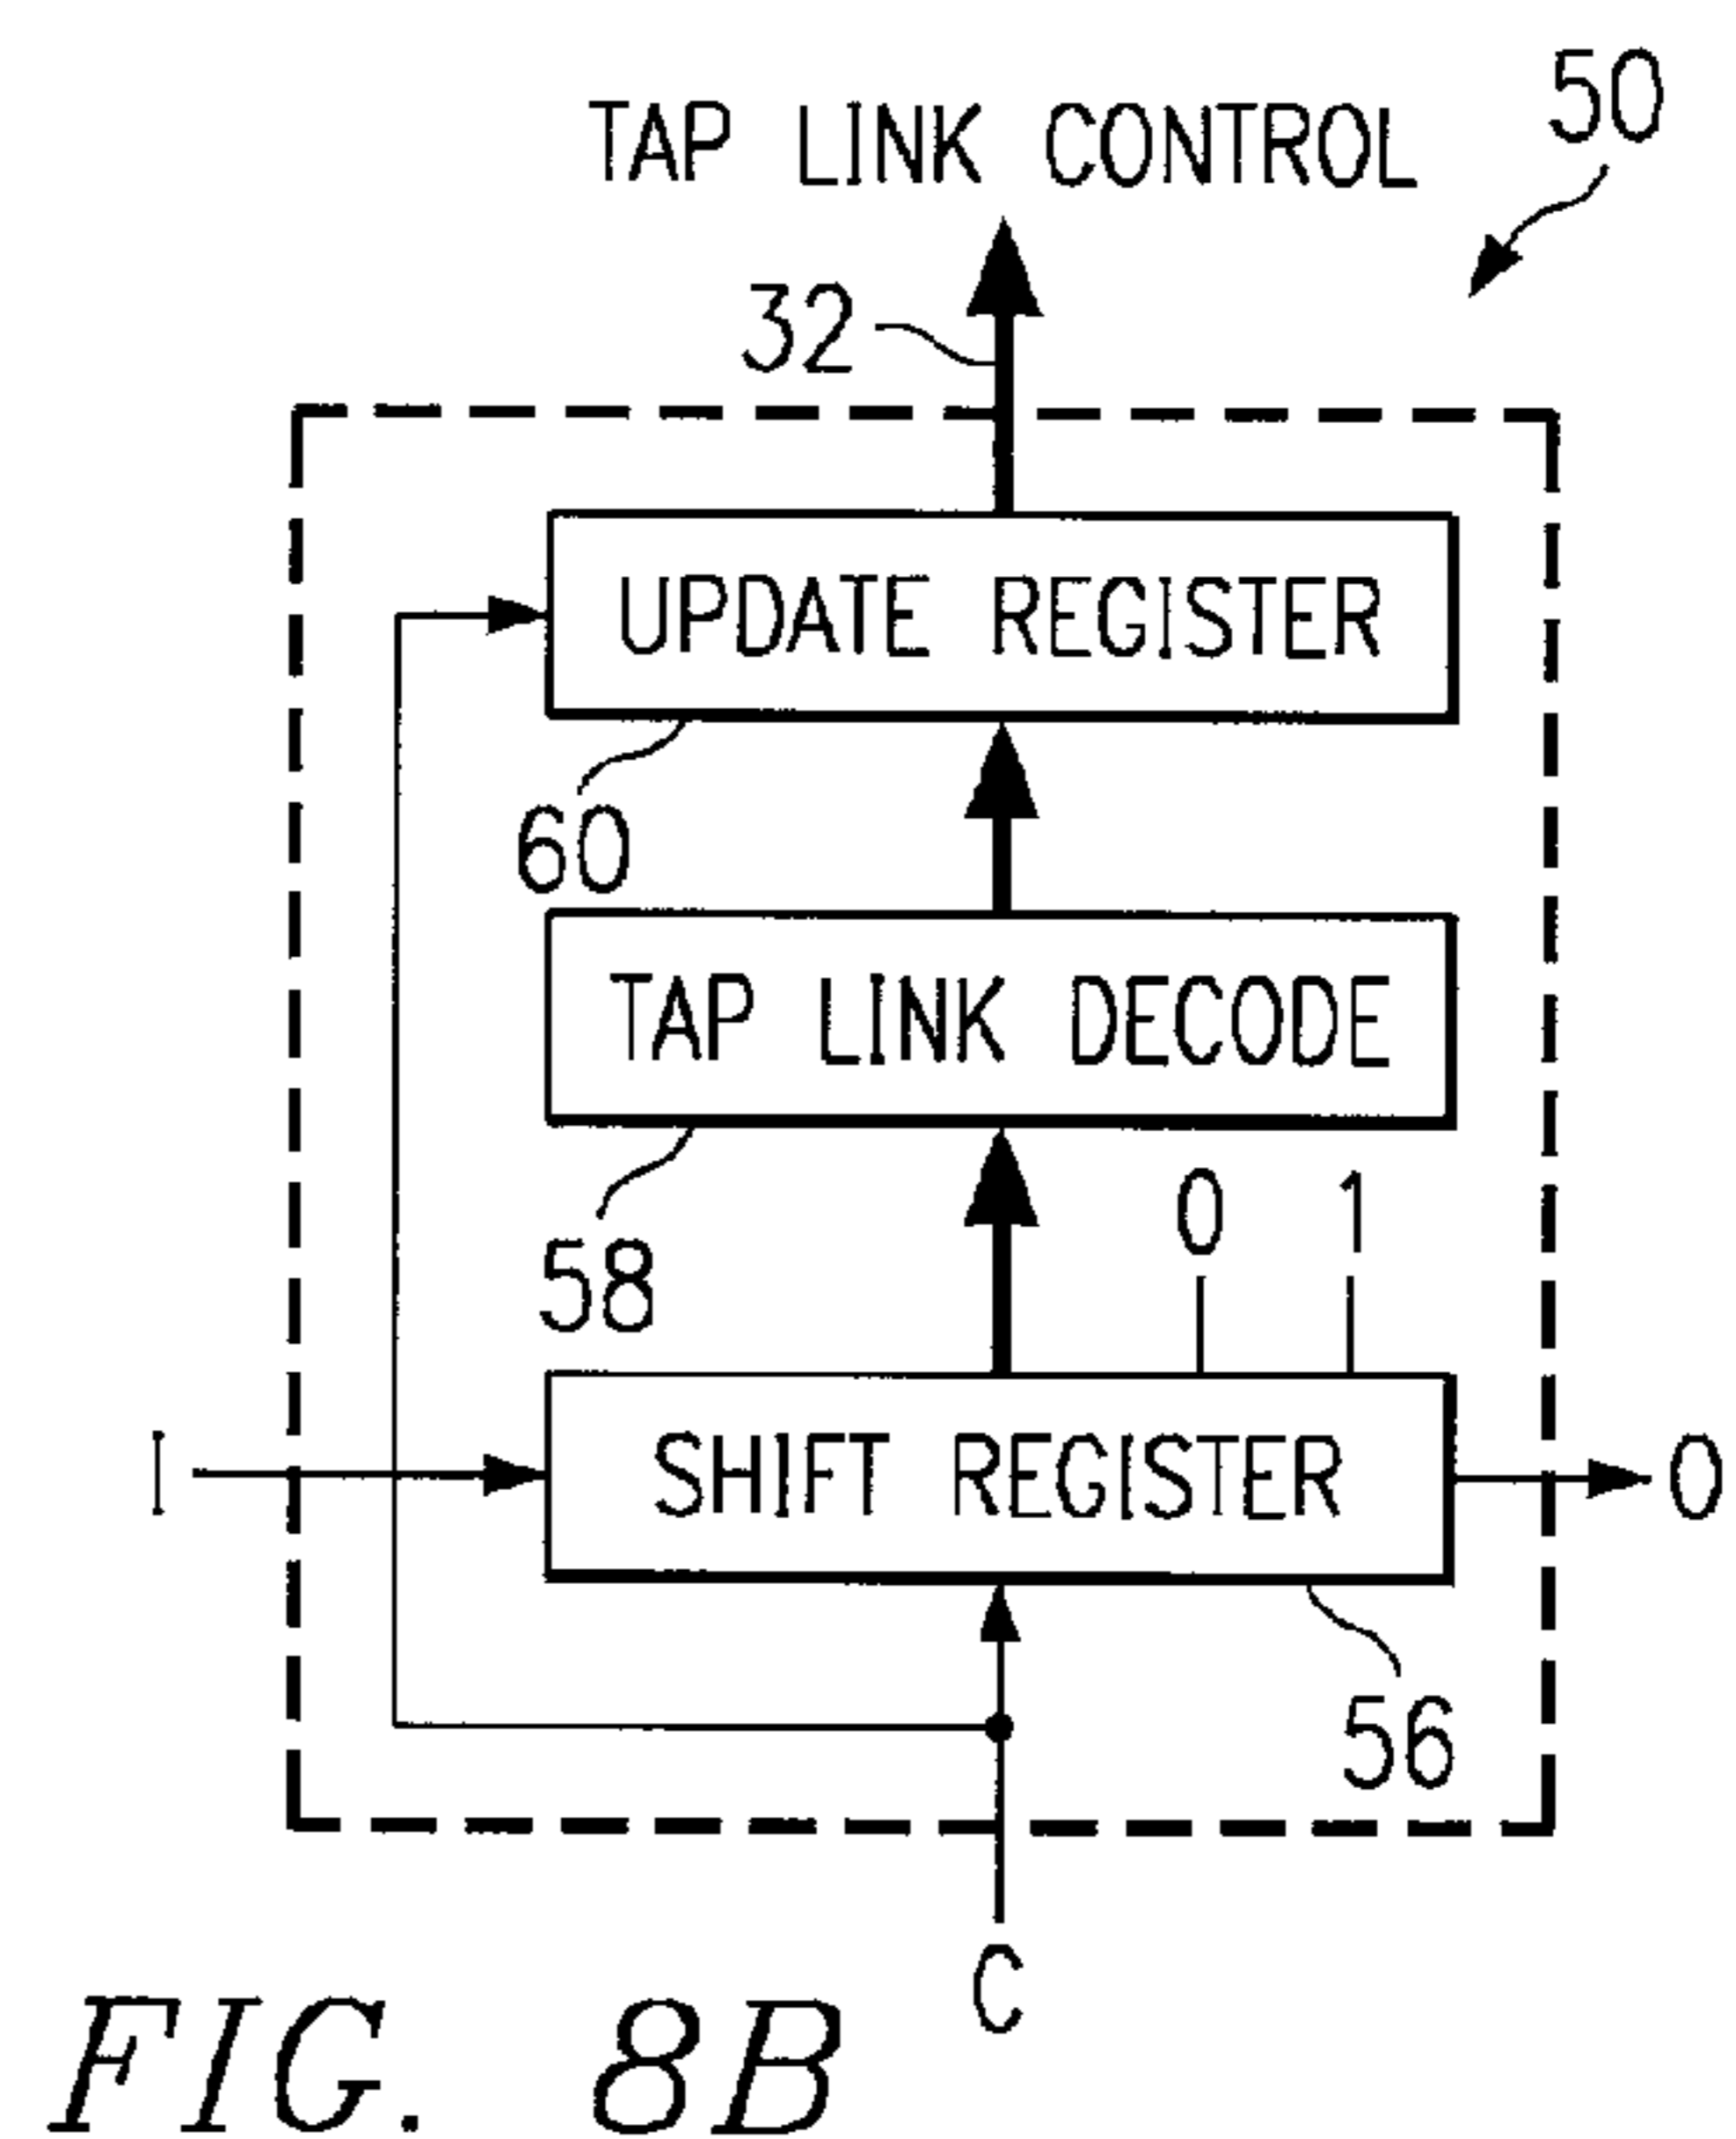 50
TAP LINK CONTROL
32
UPDATE REGISTER
60
TAP LINK DECODE
58
0 1
I
SHIFT REGISTER
O
56
C
FIG. 8B